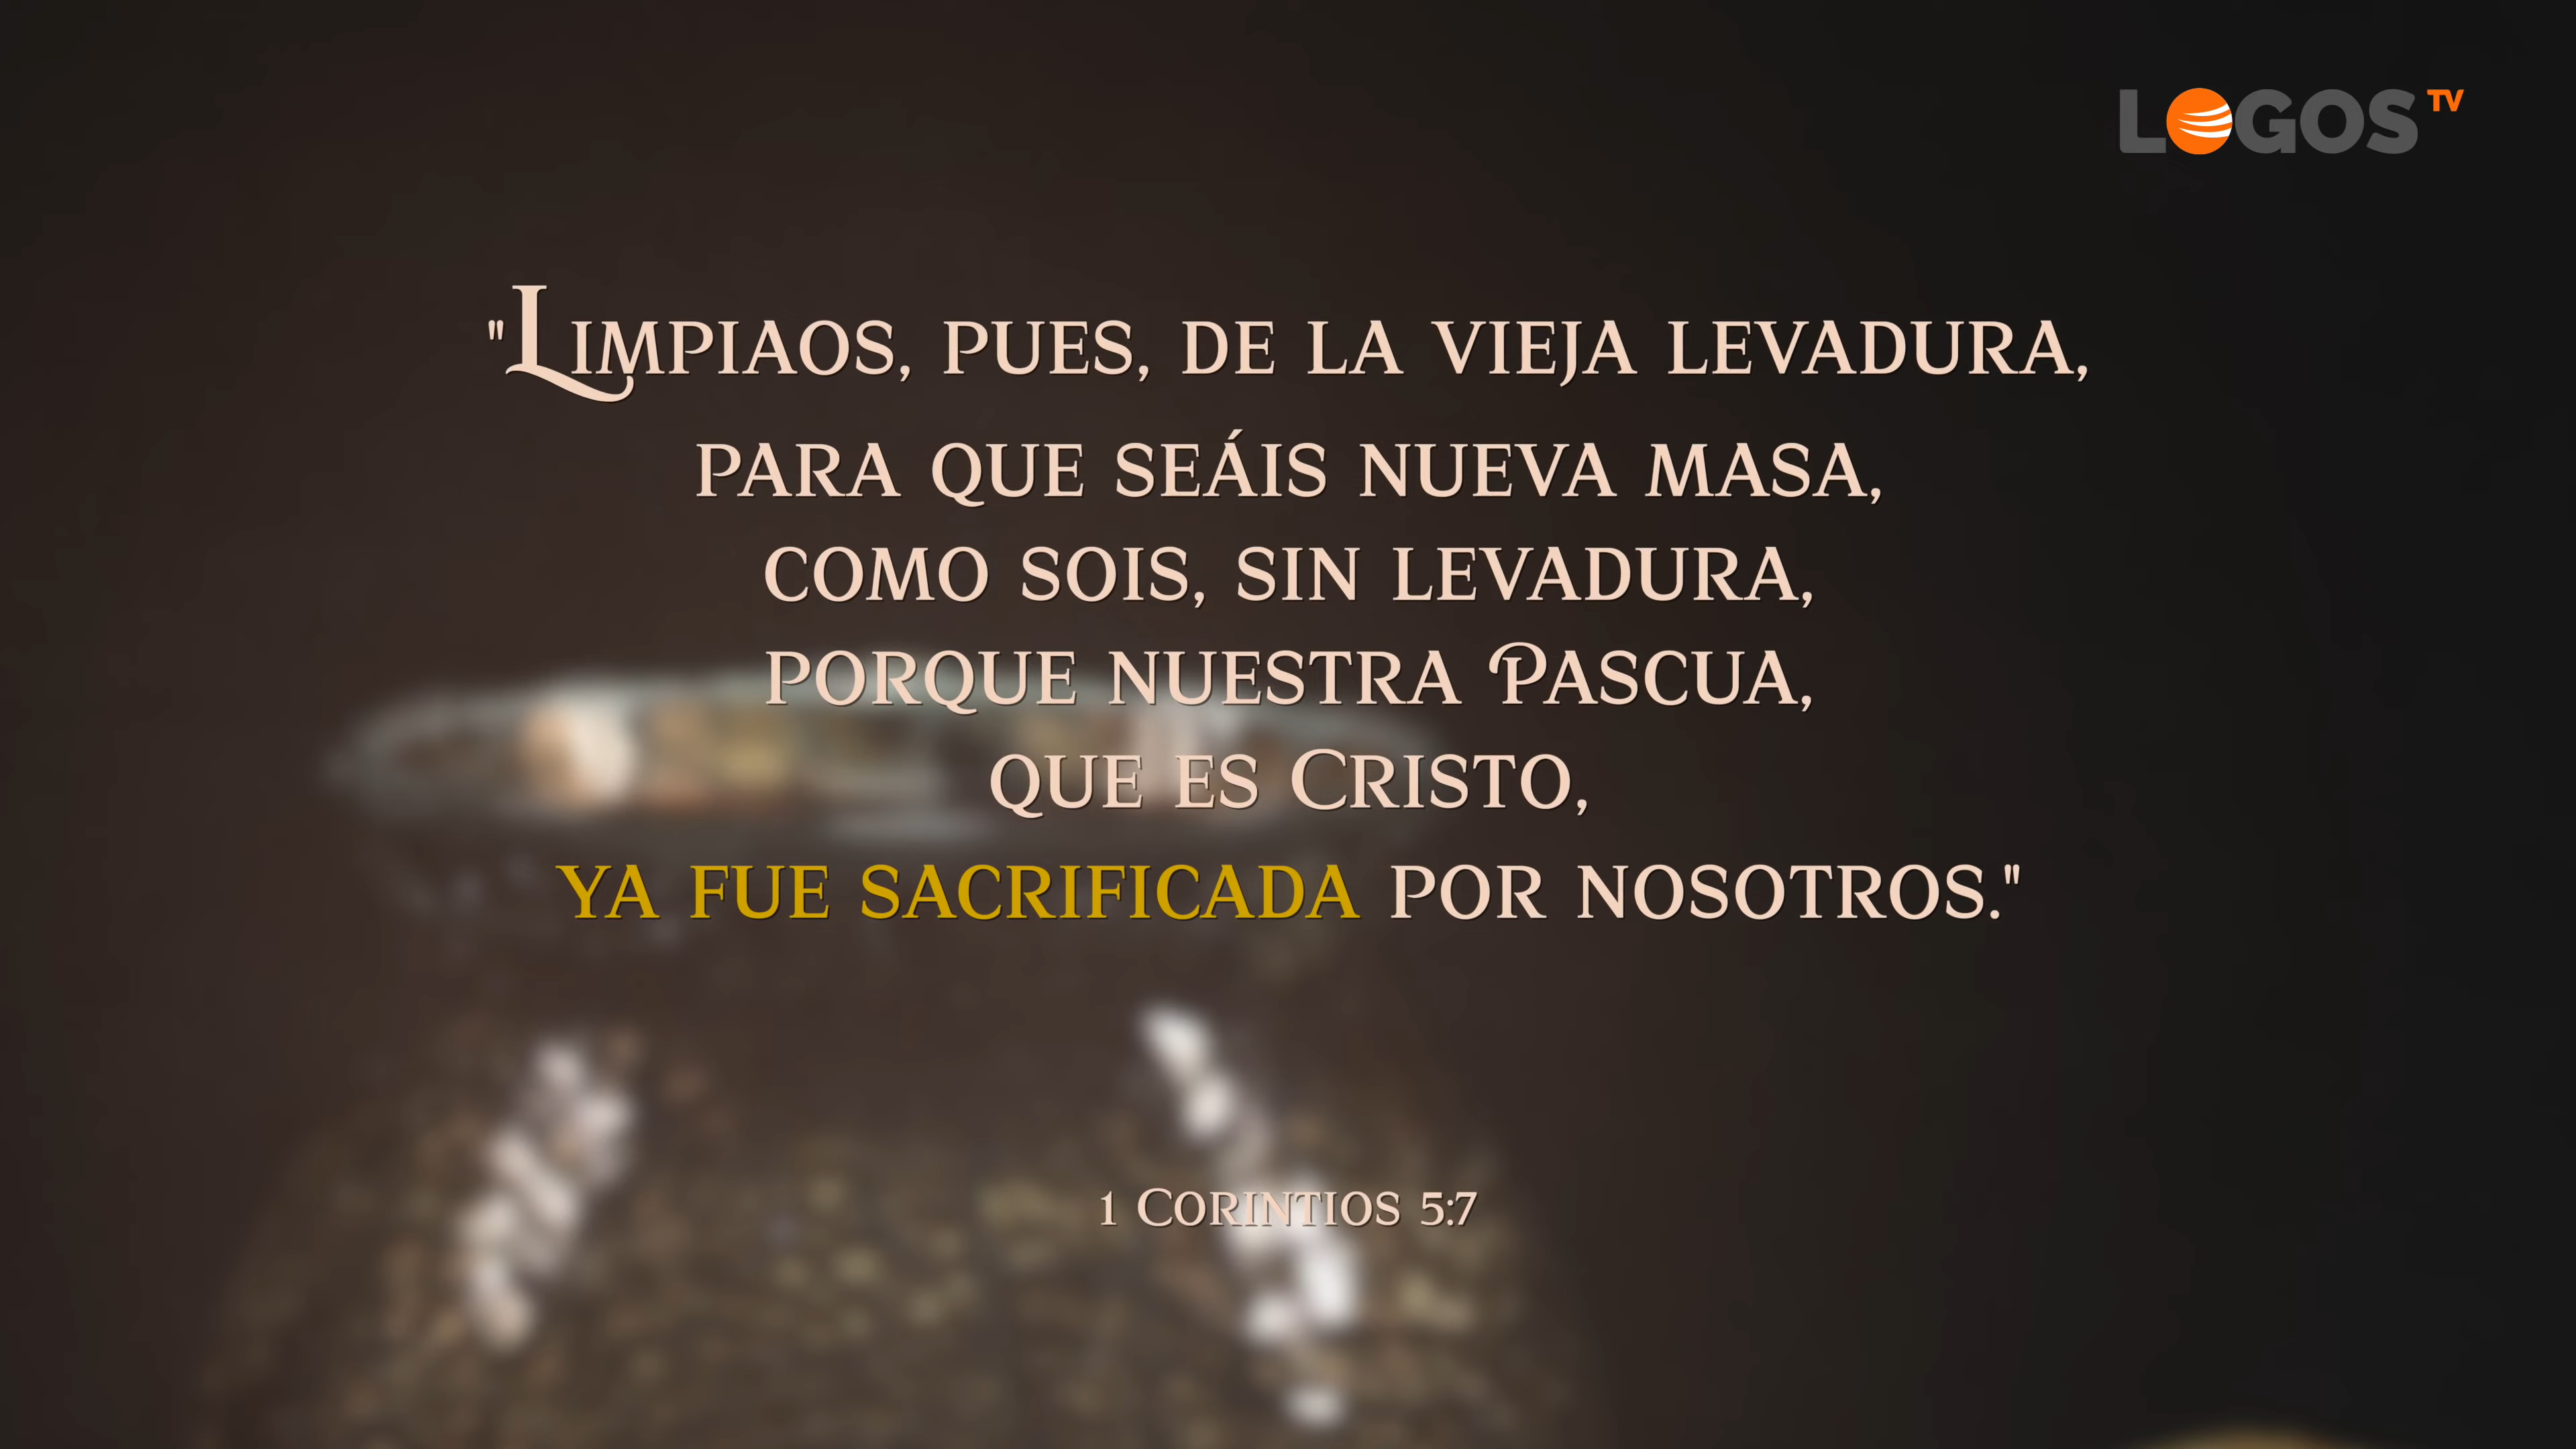 LOGOS TV
"Limpiaos, pues, de la vieja levadura,
para que seáis nueva masa,
como sois, sin levadura,
porque nuestra Pascua,
que es Cristo,
ya fue sacrificada por nosotros."
1 Corintios 5:7